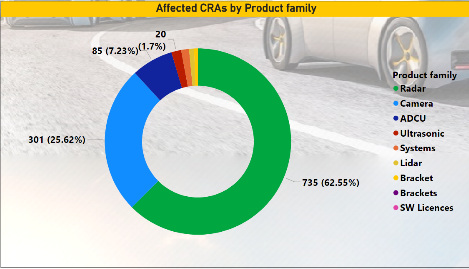 Affected CRAs by Product family
20
(1.7%)
85 (7.23%)
301 (25.62%)
735 (62.55%)
Product family
Radar
Camera
ADCU
Ultrasonic
Systems
Lidar
Bracket
Brackets
SW Licences